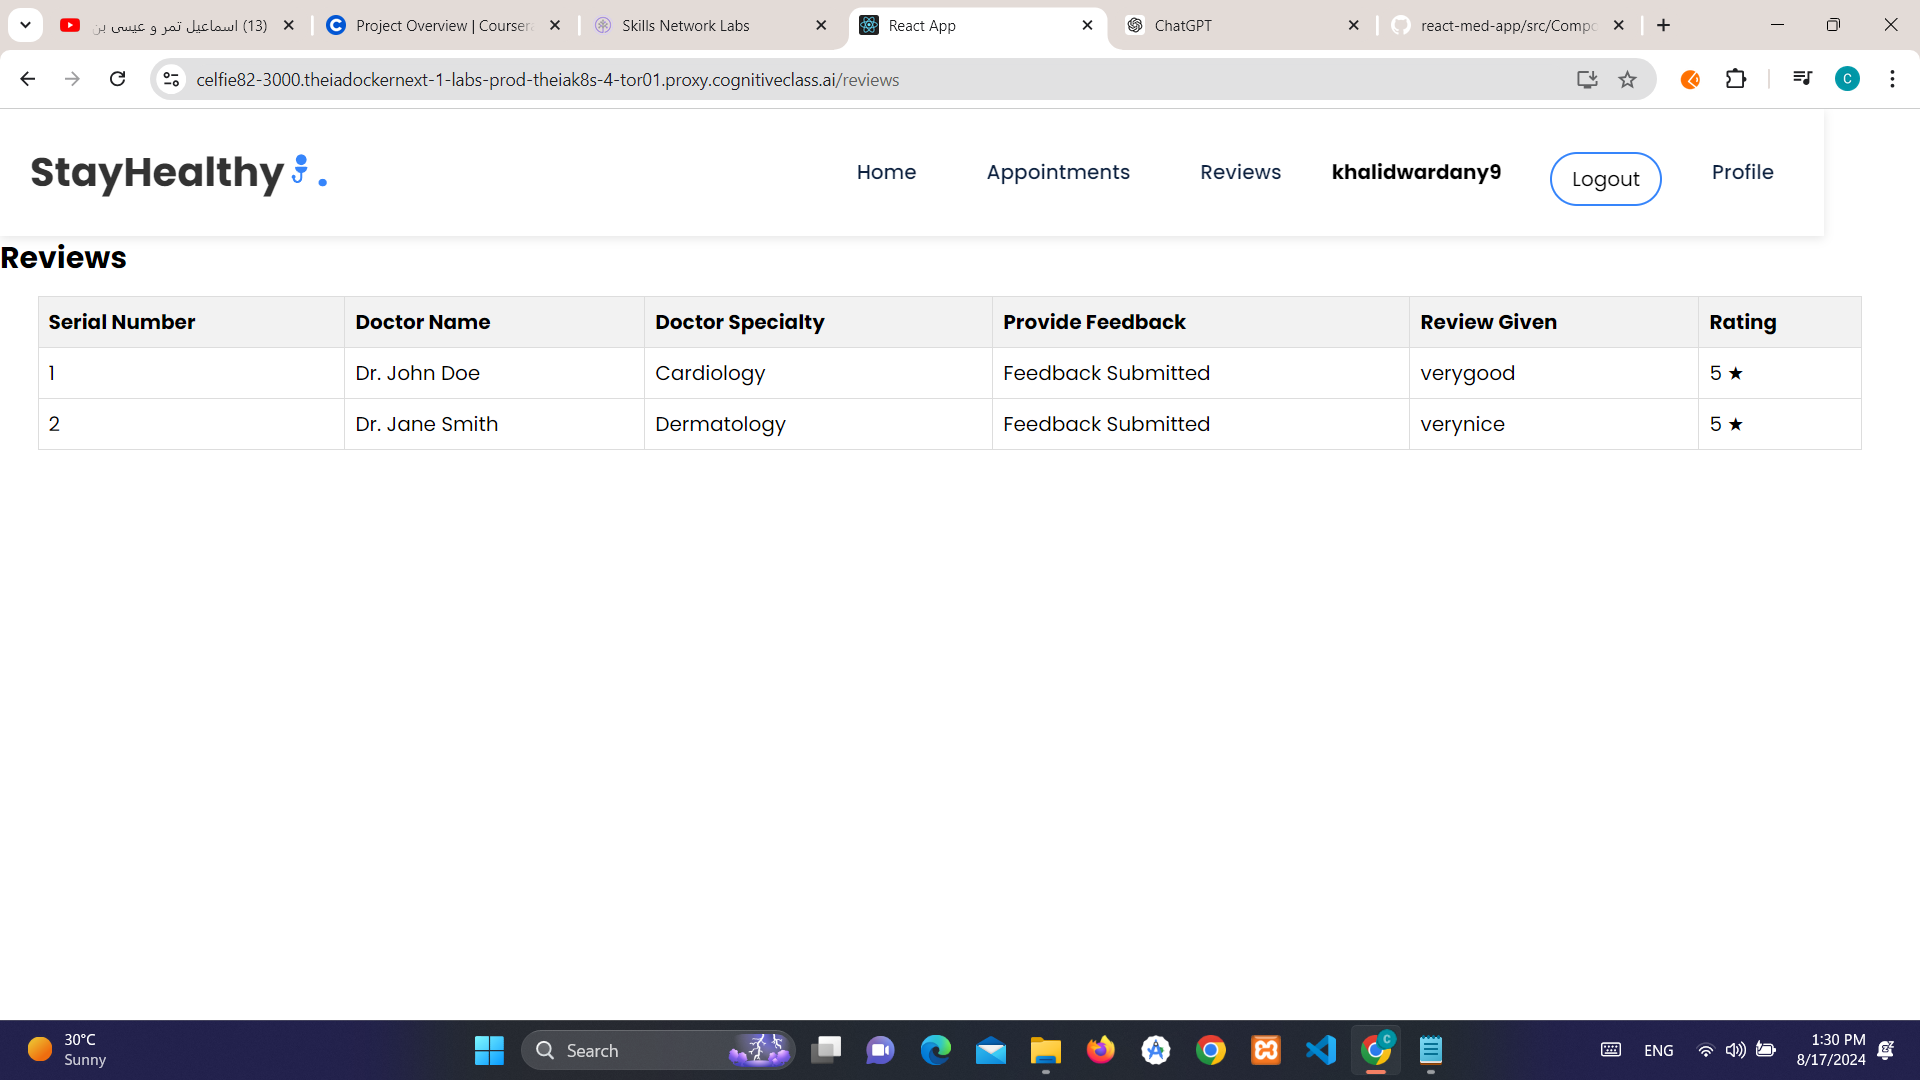 (13) اسماعيل تمر و عيسى بن
Project Overview | Coursera
Skills Network Labs
React App
ChatGPT
react-med-app/src/Compo
celfie82-3000.theiadockernext-1-labs-prod-theiak8s-4-tor01.proxy.cognitiveclass.ai/reviews
C
StayHealthy .
Home
Appointments
Reviews
khalidwardany9
Logout
Profile
Reviews
Serial Number Doctor Name Doctor Specialty Provide Feedback Review Given Rating
1 Dr. John Doe Cardiology Feedback Submitted verygood 5 ★
2 Dr. Jane Smith Dermatology Feedback Submitted verynice 5 ★
30°C
Sunny
Search
C
ENG
1:30 PM
8/17/2024